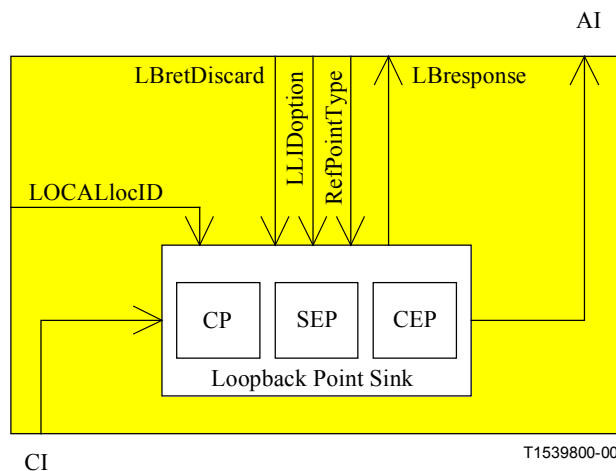 AI
LBretDiscard
LLIDoption
RefPointType
LBresponse
LOCALlocID
CP
SEP
CEP
Loopback Point Sink
T1539800-00
CI